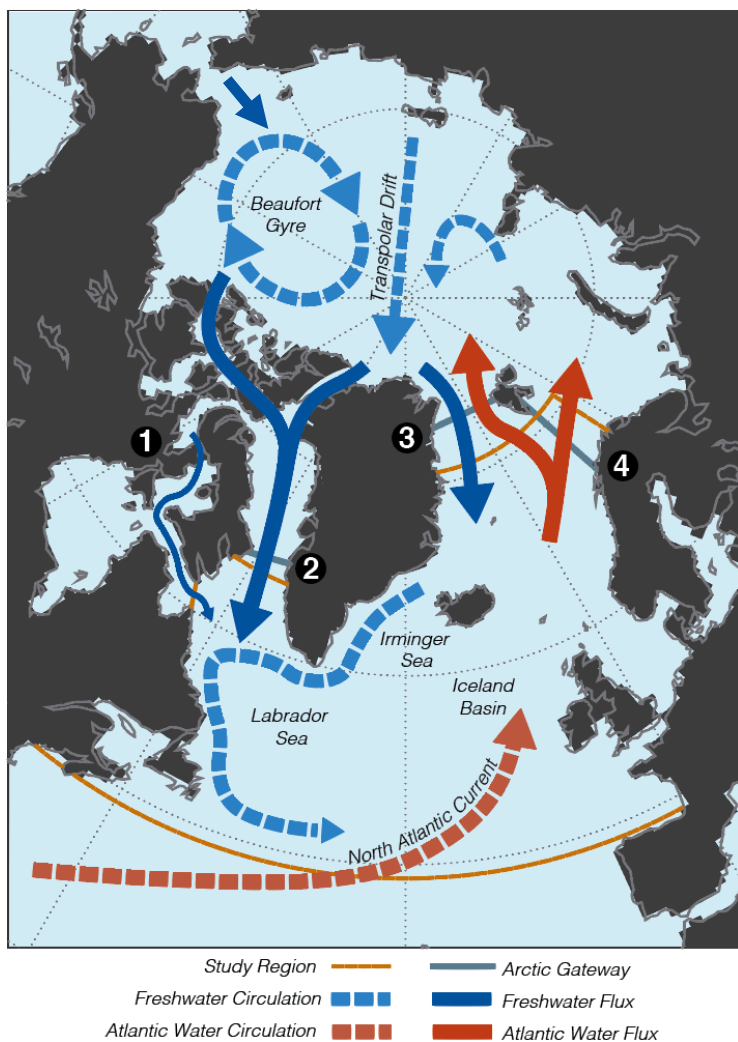 Beaufort
Gyre
Transpolar Drift
1
3
4
2
Irminger
Sea
Iceland
Basin
Labrador
Sea
North Atlantic Current
Study Region
Arctic Gateway
Freshwater Circulation
Freshwater Flux
Atlantic Water Circulation
Atlantic Water Flux